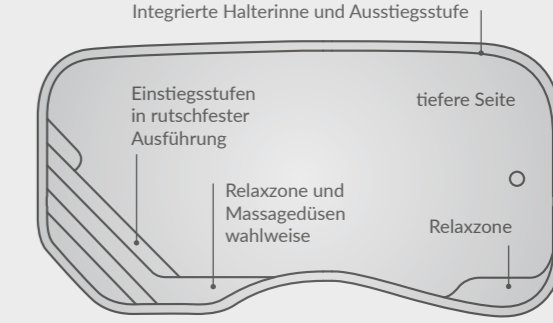 Integrierte Halterinne und Ausstiegsstufe
Einstiegsstufen
in rutschfester
Ausführung
tiefere Seite
Relaxzone und
Massagedüsen
wahlweise
Relaxzone